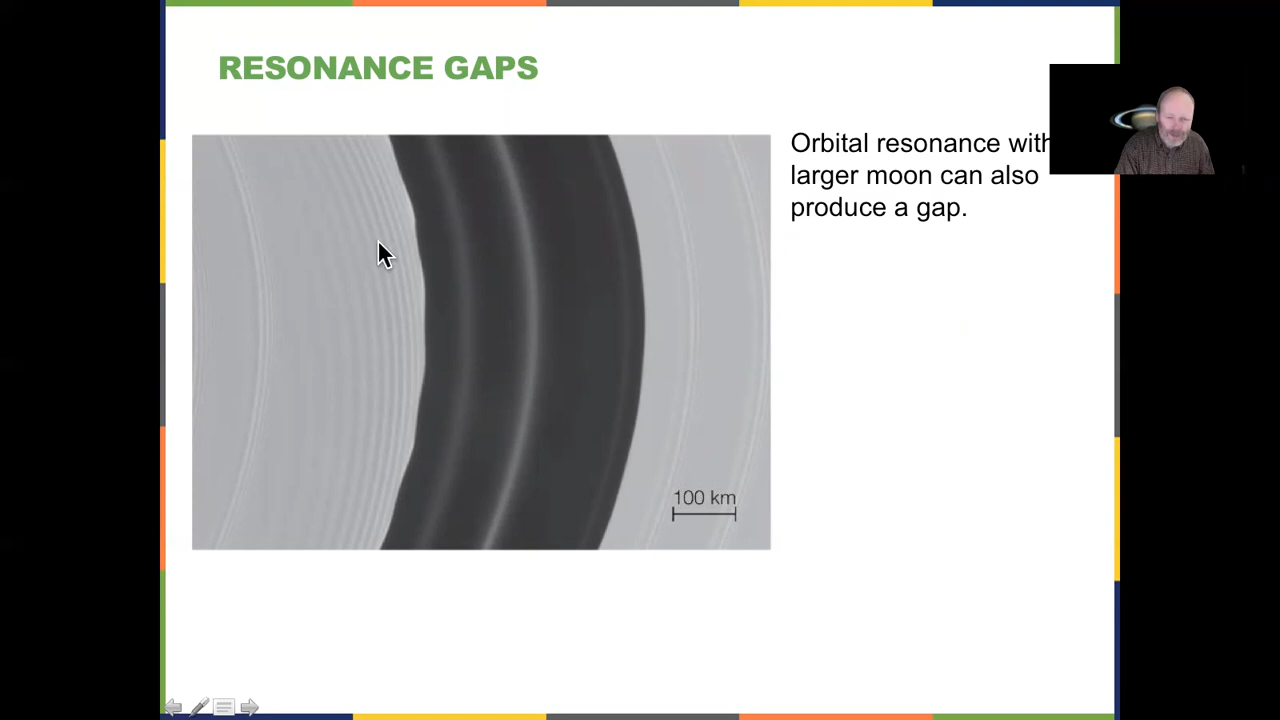 RESONANCE GAPS
Orbital resonance with
larger moon can also
produce a gap.
100 km